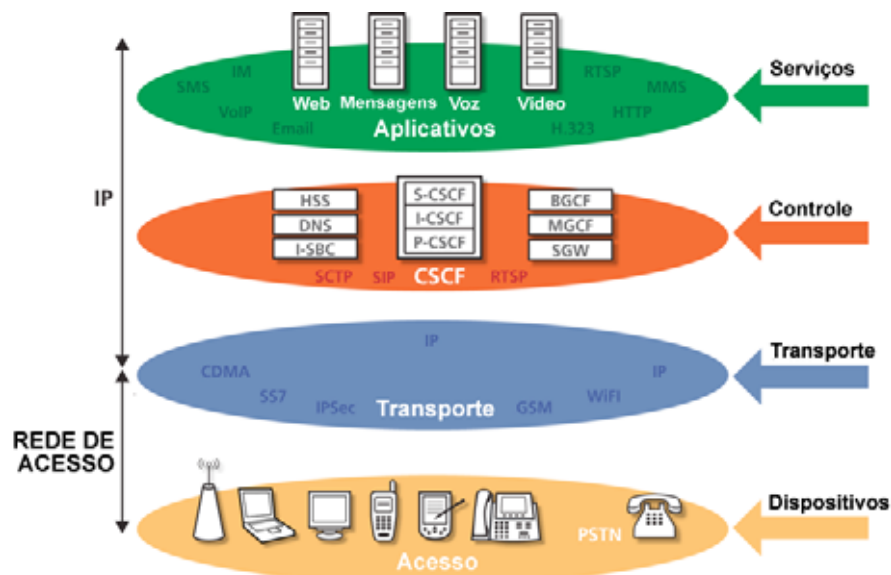 Serviços
SMS
IM
RTSP
MMS
Web
Mensagens
Voz
Vídeo
VoIP
Email
Aplicativos
H.323
HTTP
IP
Controle
HSS
DNS
I-SBC
S-CSCF
I-CSCF
P-CSCF
BGCF
MGCF
SGW
SCTP
SIP
CSCF
RTSP
Transporte
IP
CDMA
IP
SS7
IPSec
Transporte
GSM
WiFI
REDE DE
ACESSO
Dispositivos
PSTN
Acesso